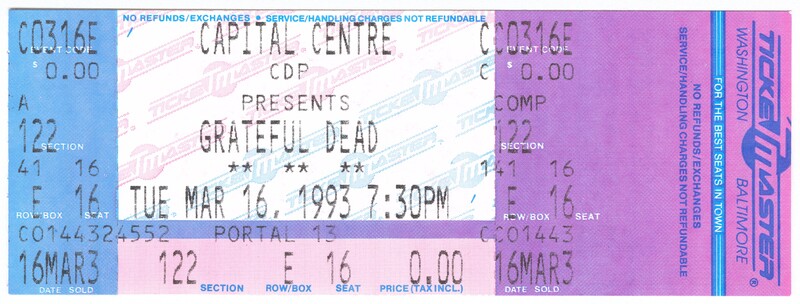 NO REFUNDS/EXCHANGES • SERVICE/HANDLING CHARGES NOT REFUNDABLE
CC0316E
EVENT CODE
$ 0.00
A
122
SECTION
41 16
E 16
ROW/BOX SEAT
CC0144324552
16MAR3
DATE SOLD
CAPITAL CENTRE
CDP
PRESENTS
GRATEFUL DEAD
** ** **
TUE MAR 16, 1993 7:30PM
PORTAL 13
122 E 16 0.00
SECTION ROW/BOX SEAT PRICE (TAX INCL.)
CC0316E
EVENT CODE
C 0.00
COMP
122
SECTION
141 16
E 16
ROW/BOX SEAT
CC01443
16MAR3
DATE SOLD
NO REFUNDS/EXCHANGES
SERVICE/HANDLING CHARGES NOT REFUNDABLE
FOR THE BEST SEATS IN TOWN
WASHINGTON BALTIMORE
TICKETMASTER®